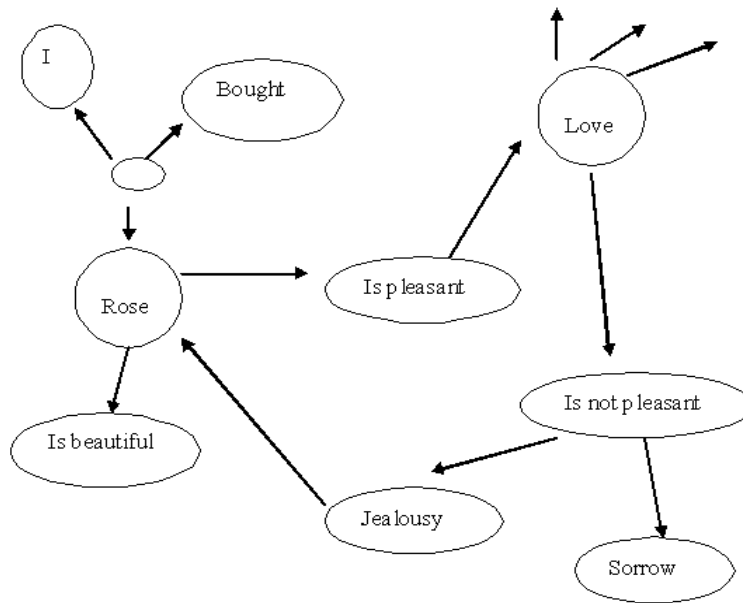 I
Bought
Love
Is pleasant
Rose
Is not pleasant
Is beautiful
Jealousy
Sorrow